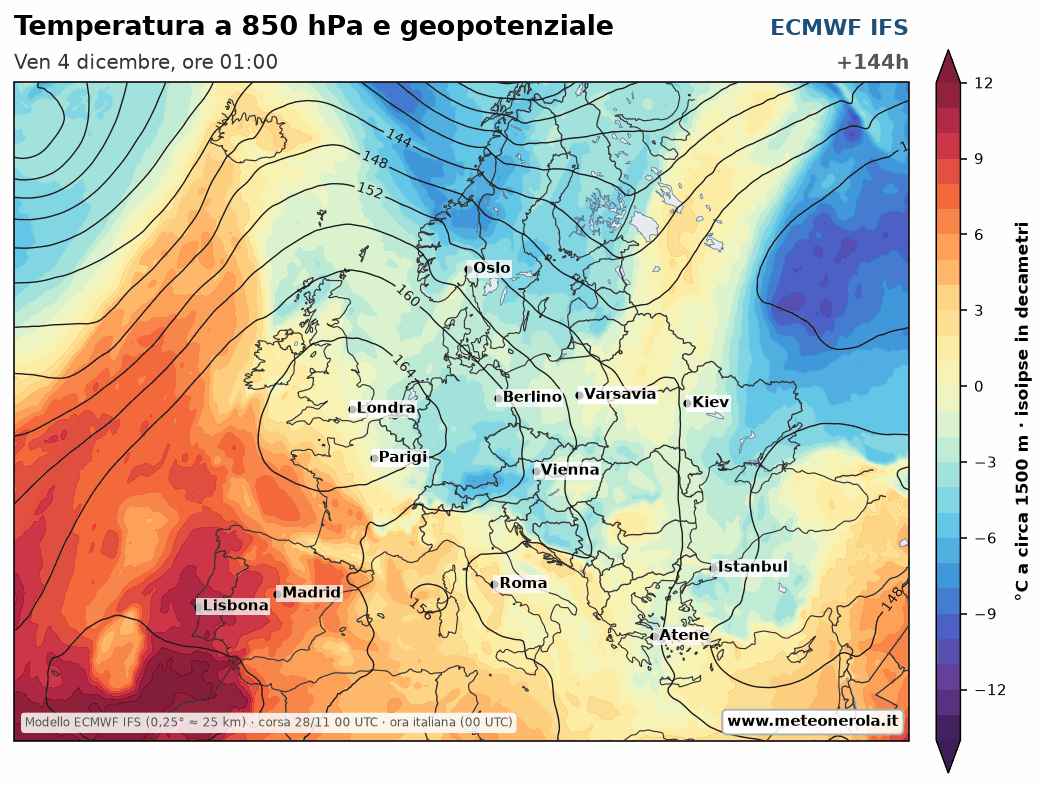 Temperatura a 850 hPa e geopotenziale
ECMWF IFS
Ven 4 dicembre, ore 01:00
+144h
144
148
152
160
164
156
148
Oslo
Londra
Berlino
Varsavia
Kiev
Parigi
Vienna
Lisbona
Madrid
Roma
Istanbul
Atene
12
9
6
3
0
−3
−6
−9
−12
°C a circa 1500 m · isoipse in decametri
Modello ECMWF IFS (0,25° ≈ 25 km) · corsa 28/11 00 UTC · ora italiana (00 UTC)
www.meteonerola.it